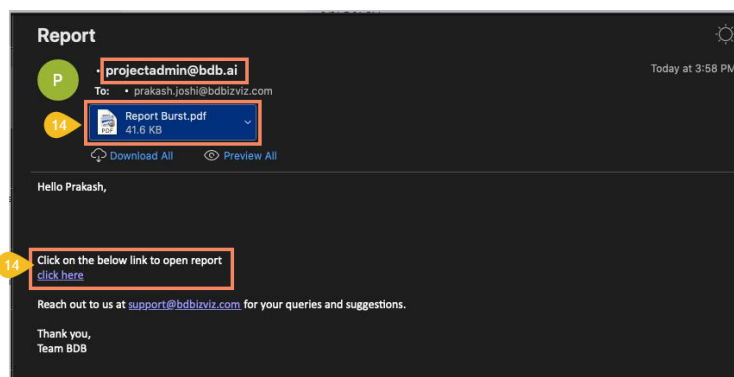 Report
P
• projectadmin@bdb.ai
Today at 3:58 PM
To: • prakash.joshi@bdbizviz.com
14
PDF
Report Burst.pdf
41.6 KB
Download All Preview All
Hello Prakash,
14
Click on the below link to open report
click here
Reach out to us at support@bdbizviz.com for your queries and suggestions.
Thank you,
Team BDB